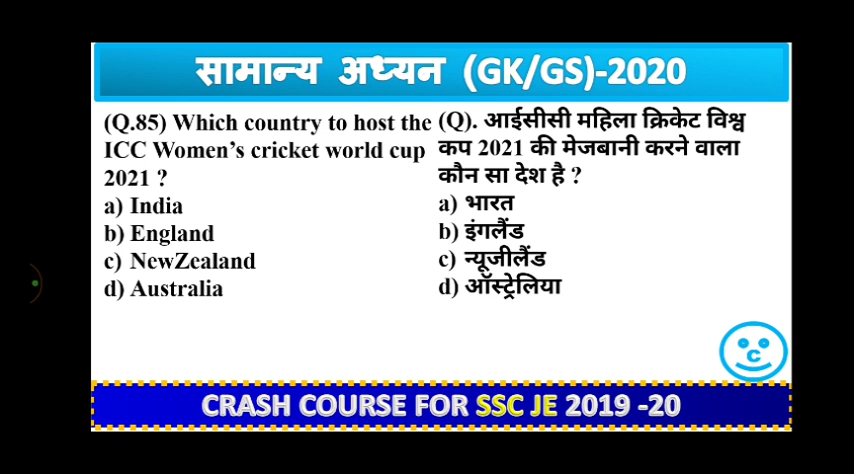 सामान्य अध्यन (GK/GS)-2020
(Q.85) Which country to host the
ICC Women's cricket world cup
2021 ?
a) India
b) England
c) NewZealand
d) Australia
(Q). आईसीसी महिला क्रिकेट विश्व
कप 2021 की मेजबानी करने वाला
कौन सा देश है ?
a) भारत
b) इंगलैंड
c) न्यूजीलैंड
d) ऑस्ट्रेलिया
C
CRASH COURSE FOR SSC JE 2019 -20